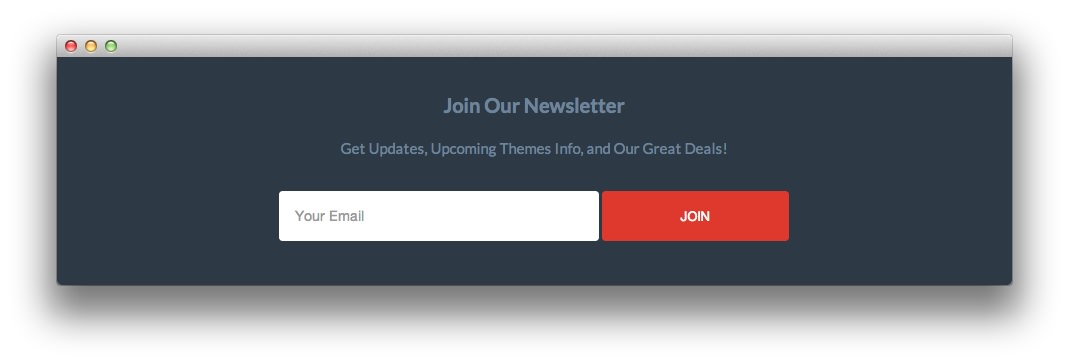 Join Our Newsletter
Get Updates, Upcoming Themes Info, and Our Great Deals!
Your Email
JOIN